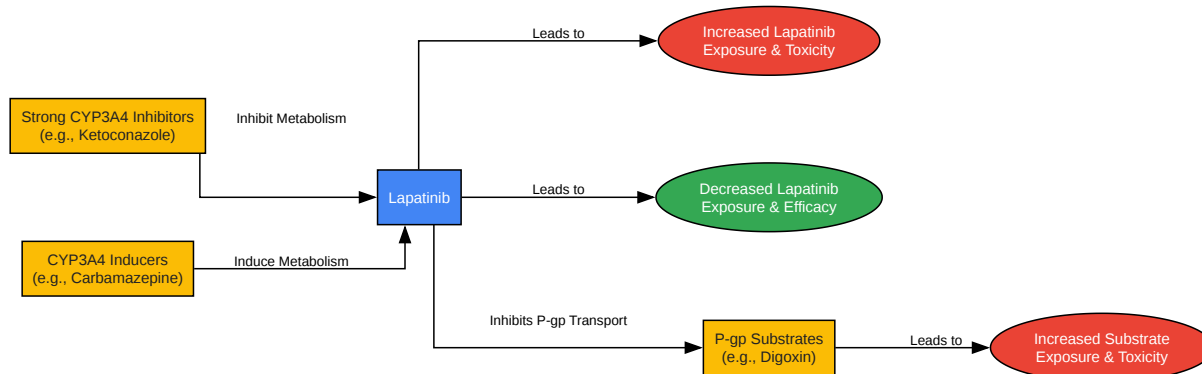 Leads to
Increased Lapatinib
Exposure & Toxicity
Strong CYP3A4 Inhibitors
(e.g., Ketoconazole)
Inhibit Metabolism
Lapatinib
Leads to
Decreased Lapatinib
Exposure & Efficacy
CYP3A4 Inducers
(e.g., Carbamazepine)
Induce Metabolism
Inhibits P-gp Transport
P-gp Substrates
(e.g., Digoxin)
Leads to
Increased Substrate
Exposure & Toxicity